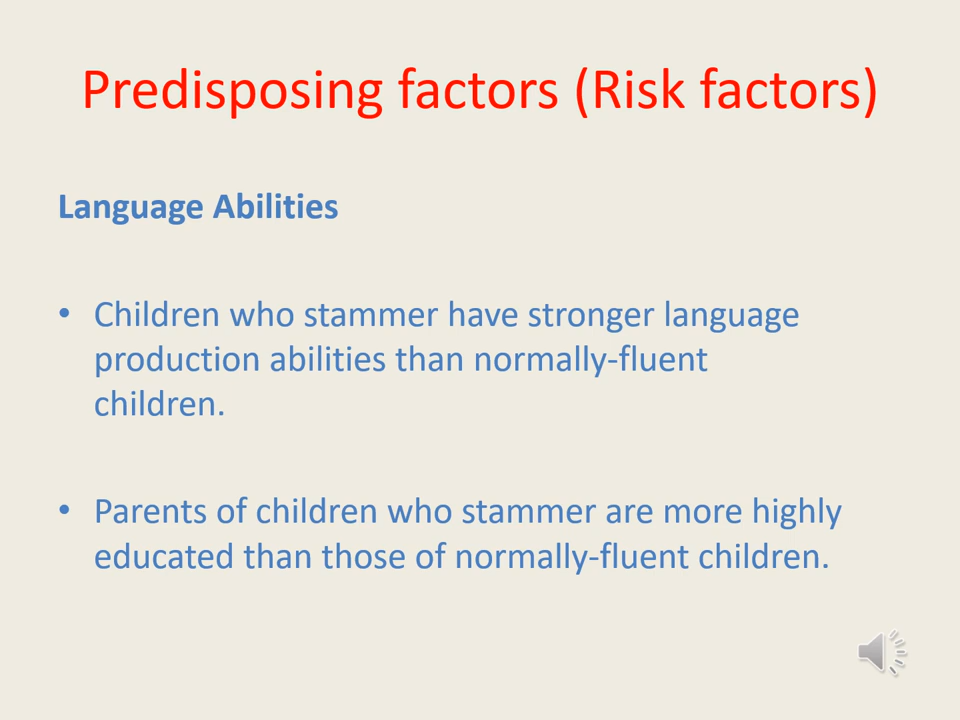 Predisposing factors (Risk factors)
Language Abilities
• Children who stammer have stronger language
production abilities than normally-fluent
children.
• Parents of children who stammer are more highly
educated than those of normally-fluent children.